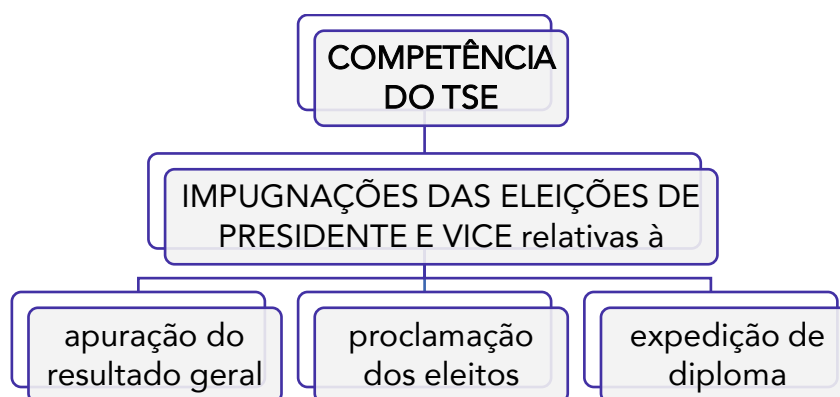 COMPETÊNCIA
DO TSE
IMPUGNAÇÕES DAS ELEIÇÕES DE
PRESIDENTE E VICE relativas à
apuração do
resultado geral
proclamação
dos eleitos
expedição de
diploma